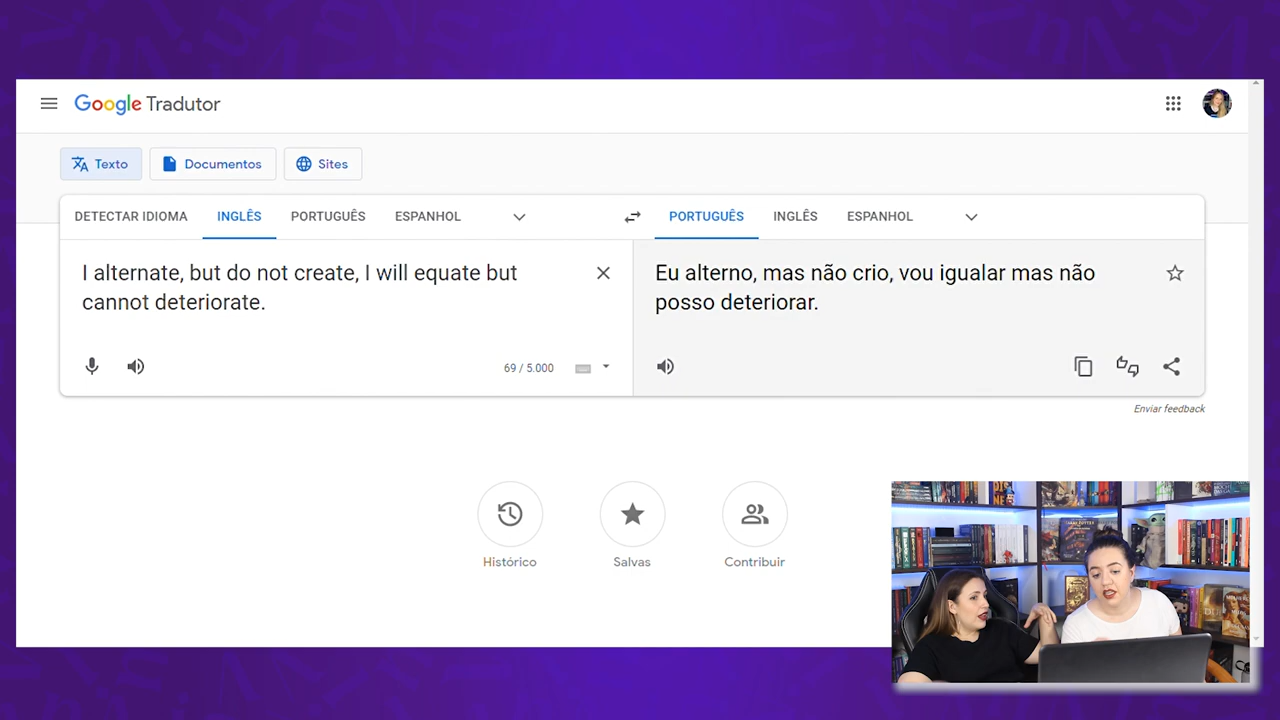 Google Tradutor
Texto
Documentos
Sites
DETECTAR IDIOMA
INGLÊS
PORTUGUÊS
ESPANHOL
PORTUGUÊS
INGLÊS
ESPANHOL
I alternate, but do not create, I will equate but
cannot deteriorate.
69 / 5.000
Eu alterno, mas não crio, vou igualar mas não
posso deteriorar.
Enviar feedback
Histórico
Salvas
Contribuir